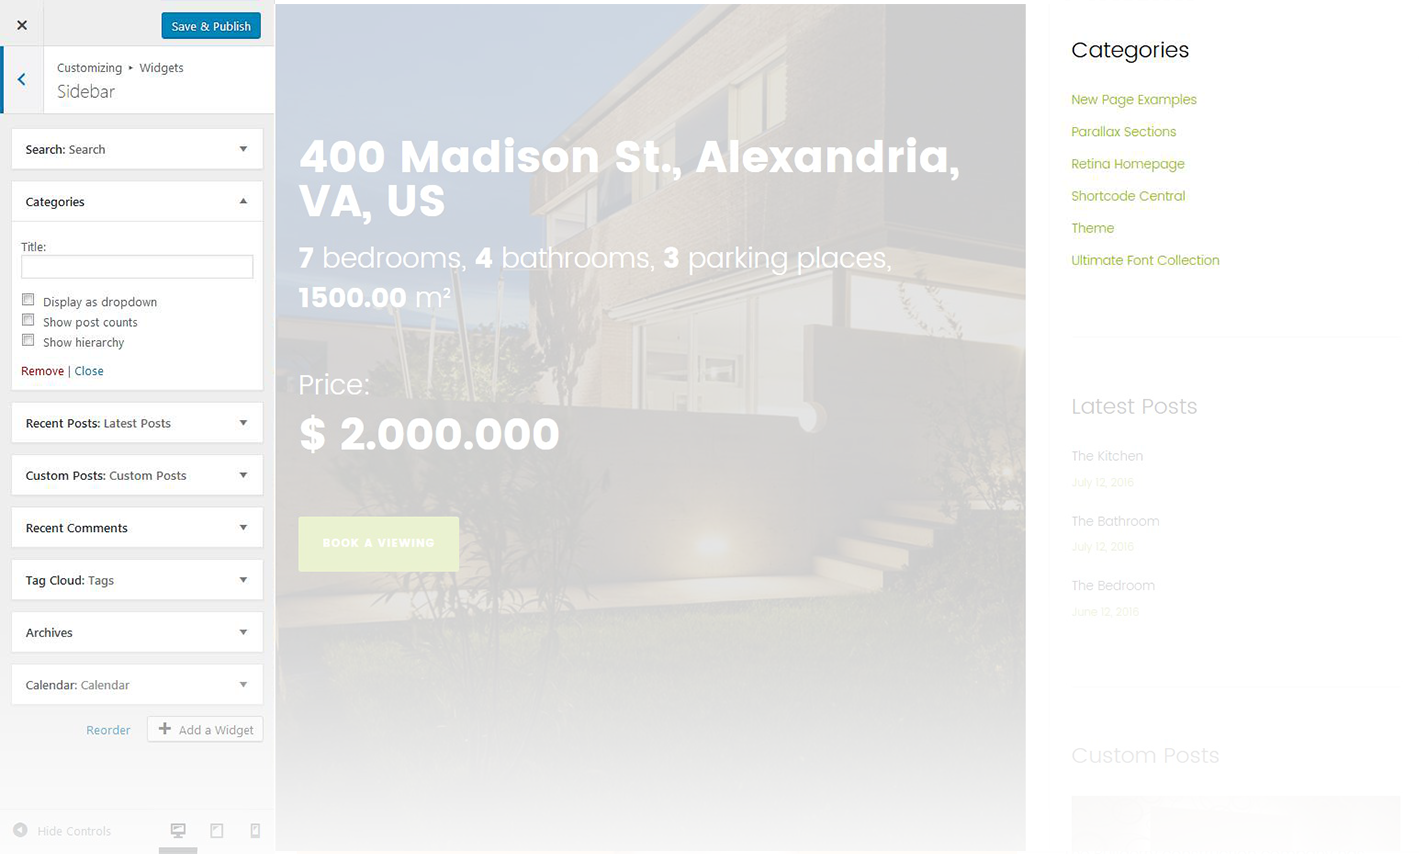 Save & Publish
Customizing ▸ Widgets
Sidebar
Search: Search
Categories
Title:
Display as dropdown
Show post counts
Show hierarchy
Remove | Close
Recent Posts: Latest Posts
Custom Posts: Custom Posts
Recent Comments
Tag Cloud: Tags
Archives
Calendar: Calendar
Reorder
Add a Widget
Hide Controls
400 Madison St., Alexandria,
VA, US
7 bedrooms, 4 bathrooms, 3 parking places,
1500.00 m²
Price:
$ 2.000.000
BOOK A VIEWING
Categories
New Page Examples
Parallax Sections
Retina Homepage
Shortcode Central
Theme
Ultimate Font Collection
Latest Posts
The Kitchen
July 12, 2016
The Bathroom
July 12, 2016
The Bedroom
June 12, 2016
Custom Posts